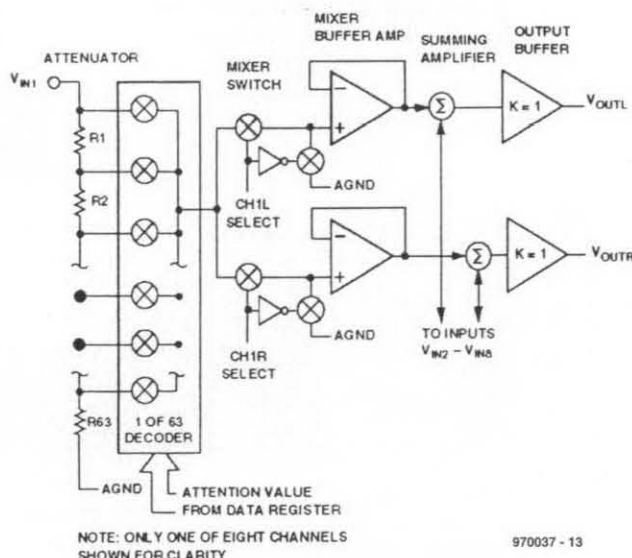 ATTENUATOR
MIXER
BUFFER AMP
SUMMING
AMPLIFIER
OUTPUT
BUFFER
VIN1
MIXER
SWITCH
R1
R2
R63
1 OF 63
DECODER
AGND
CH1L
SELECT
AGND
CH1R
SELECT
AGND
Σ
K = 1
VOUTL
Σ
K = 1
VOUTR
TO INPUTS
VIN2 – VIN8
ATTENTION VALUE
FROM DATA REGISTER
NOTE: ONLY ONE OF EIGHT CHANNELS
SHOWN FOR CLARITY
970037 - 13